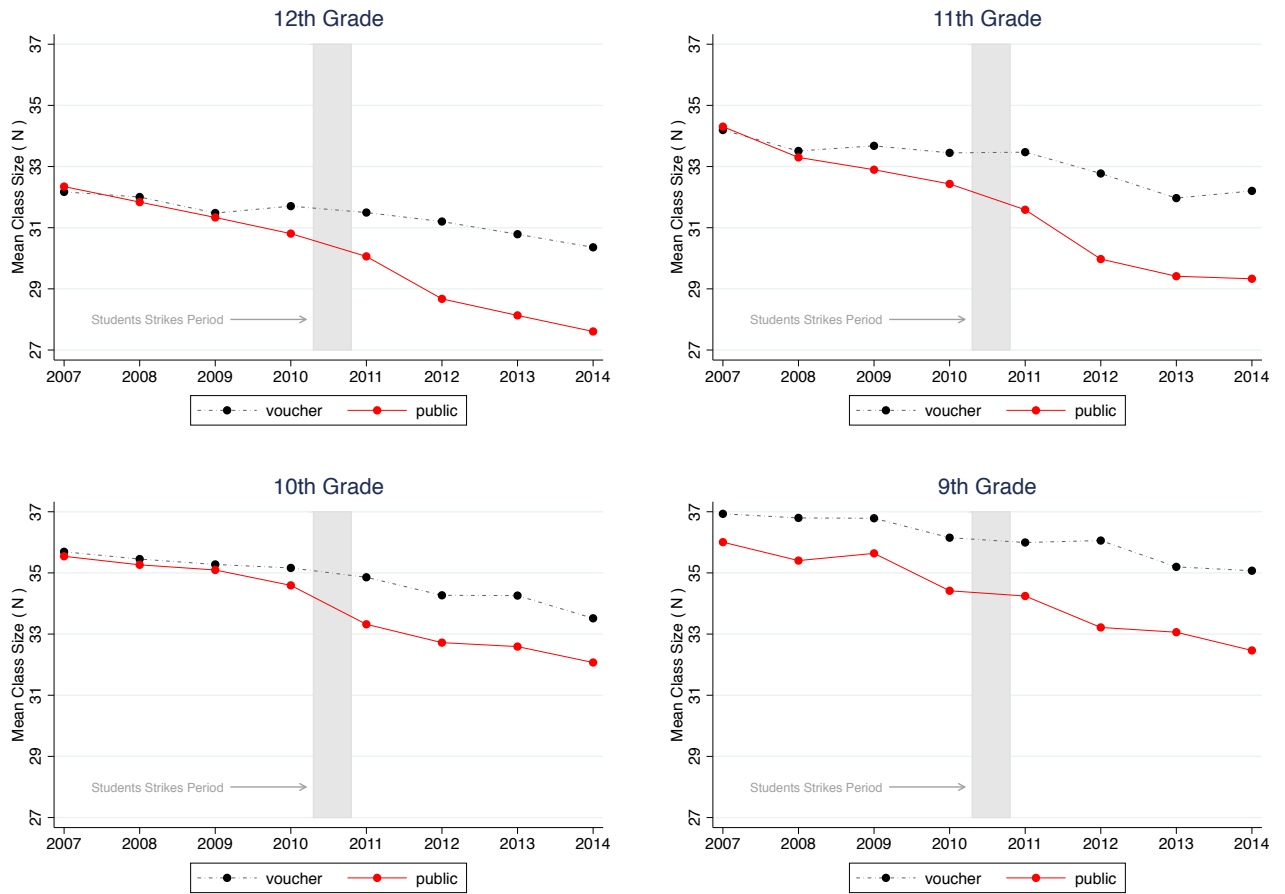 12th Grade
Mean Class Size ( N )
37
35
33
31
29
27
Students Strikes Period
2007 2008 2009 2010 2011 2012 2013 2014
voucher public
11th Grade
Mean Class Size ( N )
37
35
33
31
29
27
Students Strikes Period
2007 2008 2009 2010 2011 2012 2013 2014
voucher public
10th Grade
Mean Class Size ( N )
37
35
33
31
29
27
Students Strikes Period
2007 2008 2009 2010 2011 2012 2013 2014
voucher public
9th Grade
Mean Class Size ( N )
37
35
33
31
29
27
Students Strikes Period
2007 2008 2009 2010 2011 2012 2013 2014
voucher public